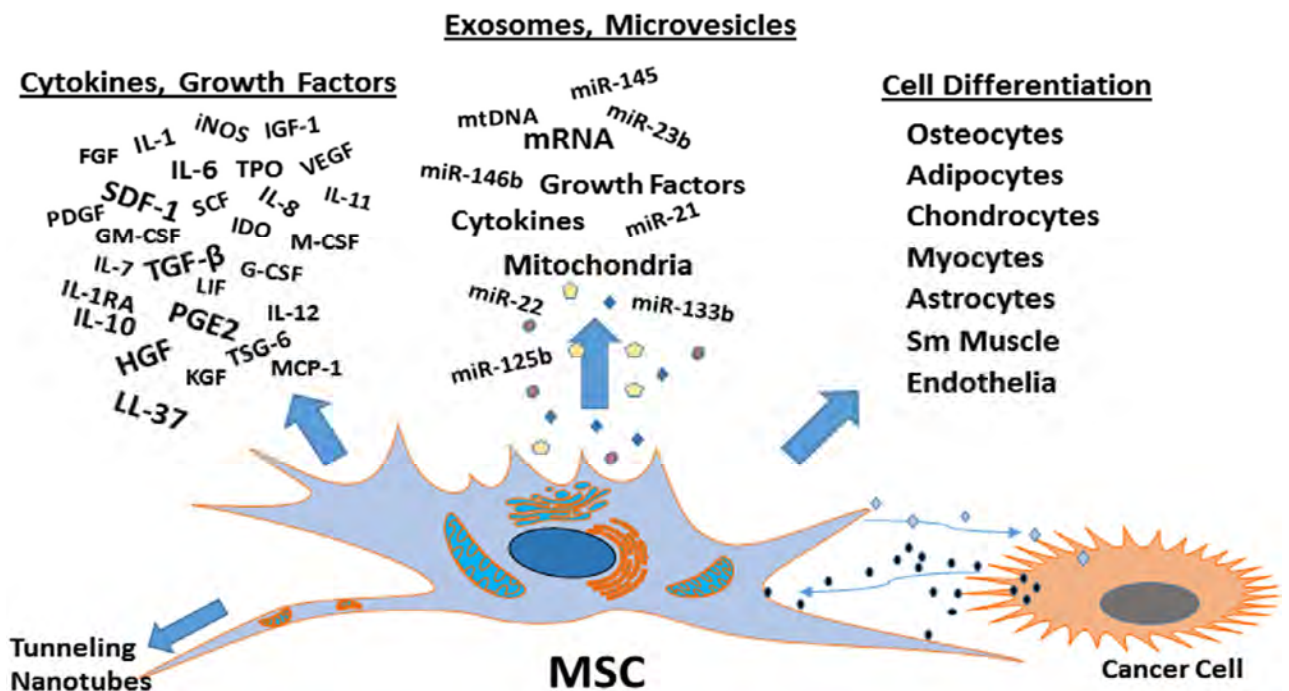 Exosomes, Microvesicles
Cytokines, Growth Factors
iNOS IGF-1
FGF IL-1
IL-6 TPO VEGF
SDF-1 SCF IL-8 IL-11
PDGF
GM-CSF IDO M-CSF
IL-7 TGF-β G-CSF
LIF
IL-1RA
IL-10 PGE2 IL-12
HGF TSG-6
KGF MCP-1
LL-37
miR-145
mtDNA miR-23b
mRNA
miR-146b Growth Factors
Cytokines miR-21
Mitochondria
miR-22 miR-133b
miR-125b
Cell Differentiation
Osteocytes
Adipocytes
Chondrocytes
Myocytes
Astrocytes
Sm Muscle
Endothelia
Tunneling
Nanotubes
MSC
Cancer Cell